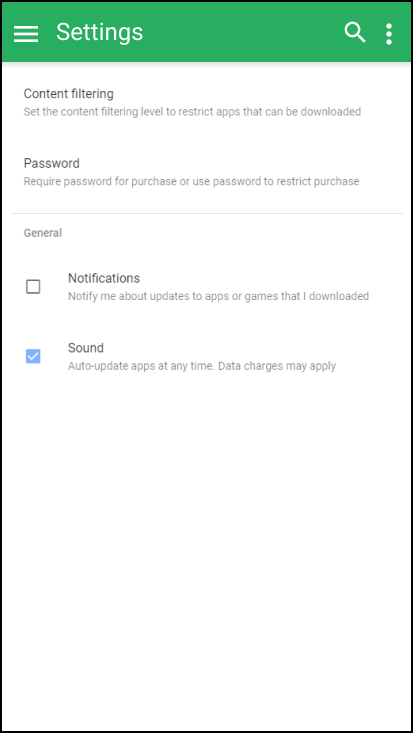 Settings
Content filtering
Set the content filtering level to restrict apps that can be downloaded
Password
Require password for purchase or use password to restrict purchase
General
Notifications
Notify me about updates to apps or games that I downloaded
Sound
Auto-update apps at any time. Data charges may apply